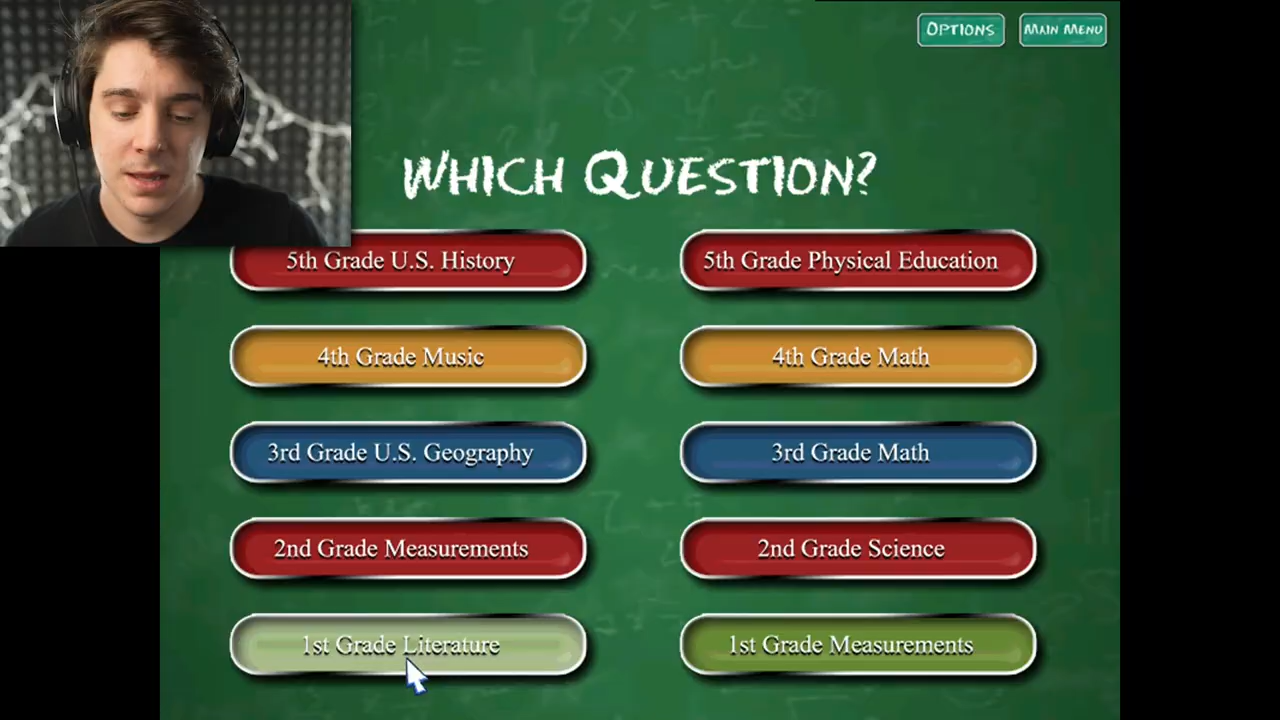 OPTIONS
MAIN MENU
WHICH QUESTION?
5th Grade U.S. History
5th Grade Physical Education
4th Grade Music
4th Grade Math
3rd Grade U.S. Geography
3rd Grade Math
2nd Grade Measurements
2nd Grade Science
1st Grade Literature
1st Grade Measurements